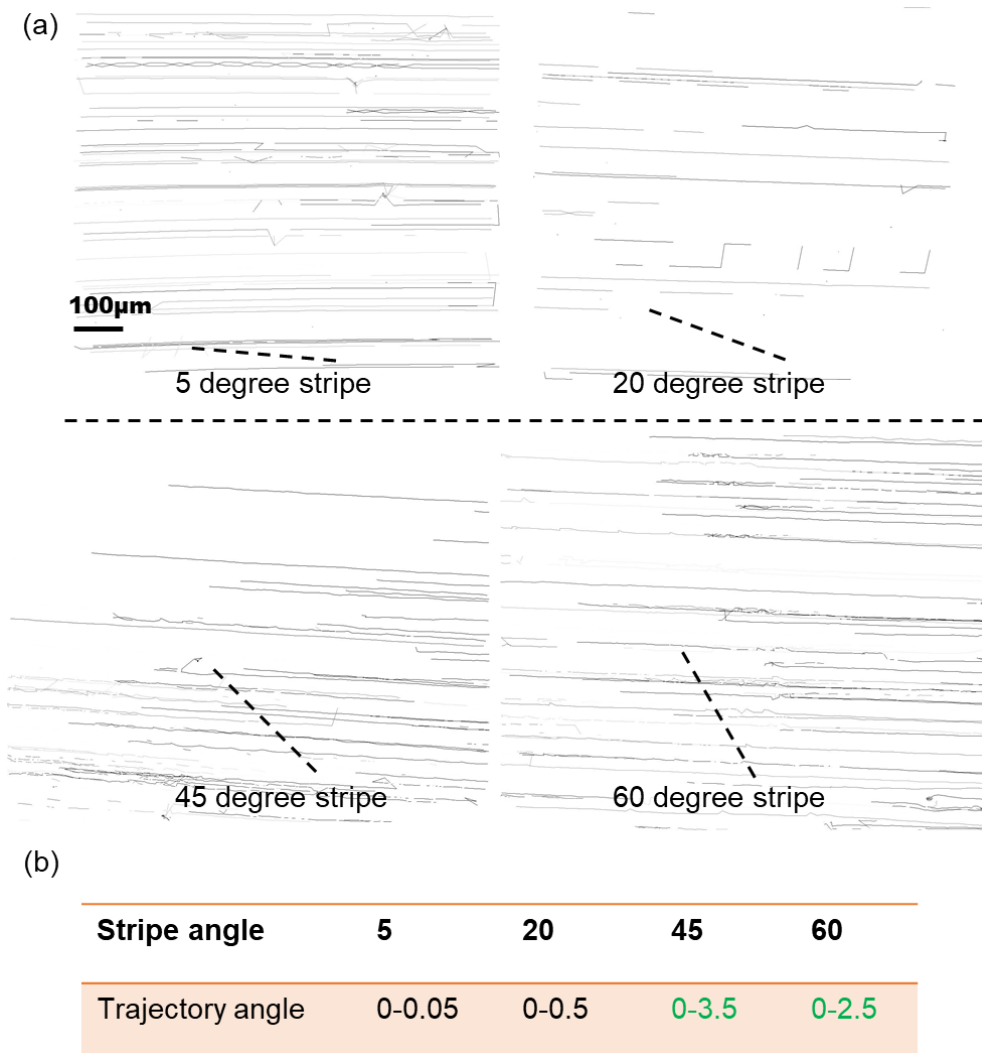 (a)
100µm
5 degree stripe
20 degree stripe
45 degree stripe
60 degree stripe
(b)
Stripe angle 5 20 45 60
Trajectory angle 0-0.05 0-0.5 0-3.5 0-2.5